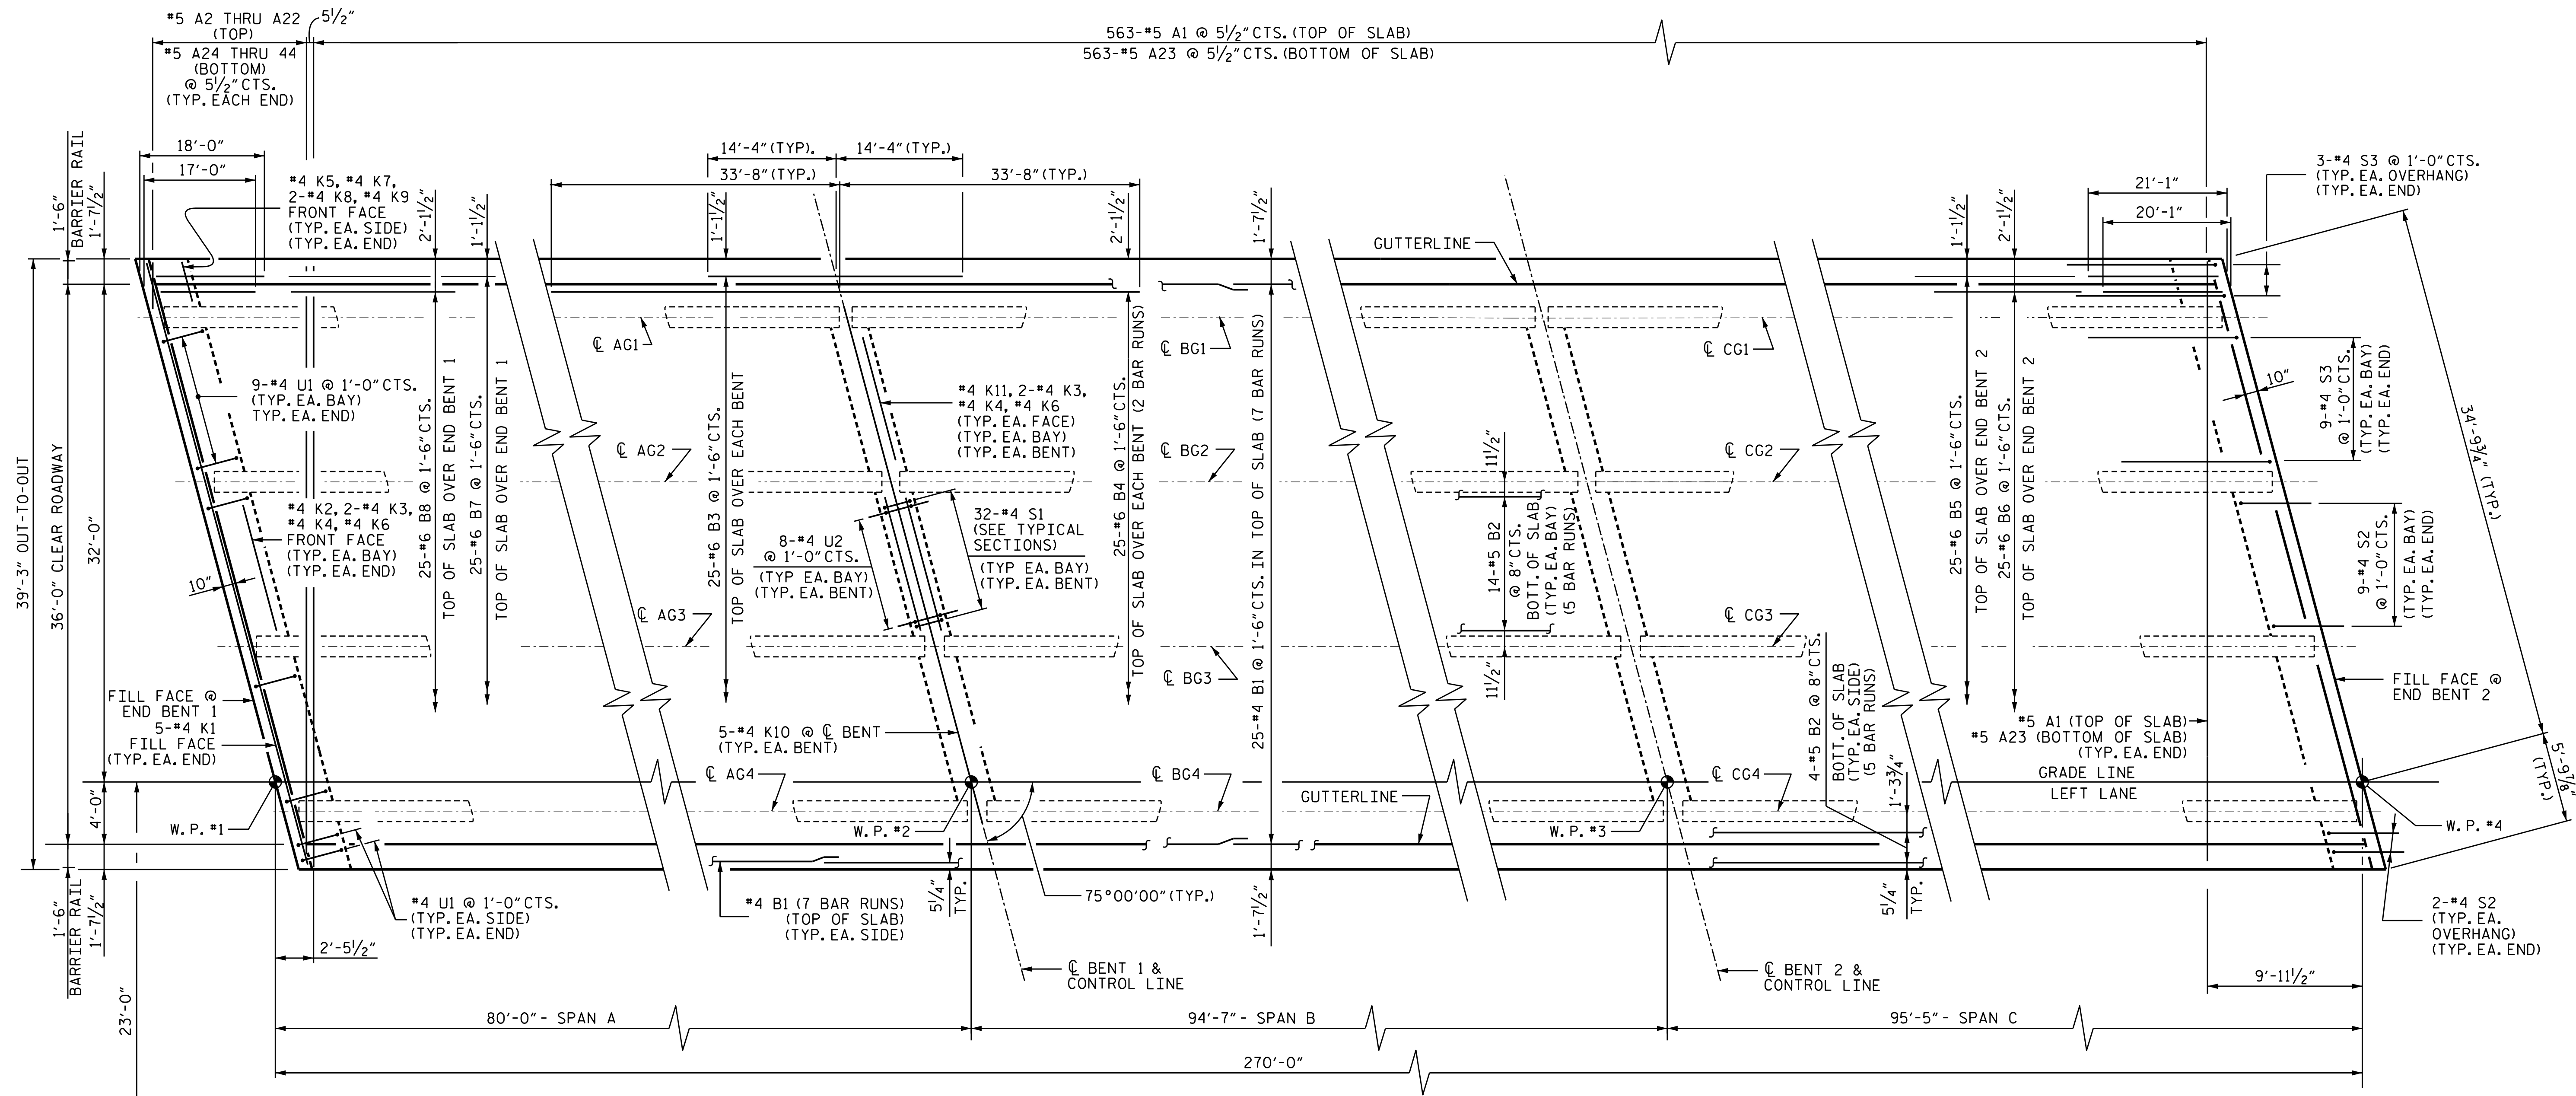 #5 A2 THRU A22
(TOP)
#5 A24 THRU 44
(BOTTOM)
@ 5½" CTS.
(TYP. EACH END)
5½"
563-#5 A1 @ 5½" CTS. (TOP OF SLAB)
563-#5 A23 @ 5½" CTS. (BOTTOM OF SLAB)
1'-6"
BARRIER RAIL
1'-7½"
18'-0"
17'-0"
#4 K5, #4 K7,
2-#4 K8, #4 K9
FRONT FACE
(TYP. EA. SIDE)
(TYP. EA. END)
2'-1½"
1'-1½"
14'-4" (TYP).
14'-4" (TYP.)
33'-8" (TYP.)
33'-8" (TYP.)
1'-1½"
2'-1½"
1'-7½"
GUTTERLINE
1'-1½"
2'-1½"
21'-1"
20'-1"
3-#4 S3 @ 1'-0" CTS.
(TYP. EA. OVERHANG)
(TYP. EA. END)
39'-3" OUT-TO-OUT
36'-0" CLEAR ROADWAY
32'-0"
9-#4 U1 @ 1'-0" CTS.
(TYP. EA. BAY)
TYP. EA. END)
#4 K2, 2-#4 K3,
#4 K4, #4 K6
FRONT FACE
(TYP. EA. BAY)
(TYP. EA. END)
10"
25-#6 B8 @ 1'-6" CTS.
TOP OF SLAB OVER END BENT 1
25-#6 B7 @ 1'-6" CTS.
TOP OF SLAB OVER END BENT 1
℄ AG1
℄ AG2
℄ AG3
℄ AG4
25-#6 B3 @ 1'-6" CTS.
TOP OF SLAB OVER EACH BENT
#4 K11, 2-#4 K3,
#4 K4, #4 K6
(TYP. EA. FACE)
(TYP. EA. BAY)
(TYP. EA. BENT)
8-#4 U2
@ 1'-0" CTS.
(TYP EA. BAY)
(TYP. EA. BENT)
32-#4 S1
(SEE TYPICAL
SECTIONS)
(TYP EA. BAY)
(TYP. EA. BENT)
5-#4 K10 @ ℄ BENT
(TYP. EA. BENT)
25-#6 B4 @ 1'-6" CTS.
TOP OF SLAB OVER EACH BENT (2 BAR RUNS)
℄ BG1
℄ BG2
℄ BG3
℄ BG4
25-#4 B1 @ 1'-6" CTS. IN TOP OF SLAB (7 BAR RUNS)
11½"
14-#5 B2
@ 8" CTS.
BOTT. OF SLAB
(TYP. EA. BAY)
(5 BAR RUNS)
11½"
℄ CG1
℄ CG2
℄ CG3
℄ CG4
4-#5 B2 @ 8" CTS.
BOTT. OF SLAB
(TYP. EA. SIDE)
(5 BAR RUNS)
1'-3¾"
25-#6 B5 @ 1'-6" CTS.
TOP OF SLAB OVER END BENT 2
25-#6 B6 @ 1'-6" CTS.
TOP OF SLAB OVER END BENT 2
10"
9-#4 S3
@ 1'-0" CTS.
(TYP. EA. BAY)
(TYP. EA. END)
9-#4 S2
@ 1'-0" CTS.
(TYP. EA. BAY)
(TYP. EA. END)
34'-9¾" (TYP.)
5'-9⅞"
(TYP.)
FILL FACE @
END BENT 1
5-#4 K1
FILL FACE
(TYP. EA. END)
FILL FACE @
END BENT 2
#5 A1 (TOP OF SLAB)
#5 A23 (BOTTOM OF SLAB)
(TYP. EA. END)
GRADE LINE
LEFT LANE
4'-0"
W.P. #1
W.P. #2
W.P. #3
W.P. #4
GUTTERLINE
1'-6"
BARRIER RAIL
1'-7½"
#4 U1 @ 1'-0" CTS.
(TYP. EA. SIDE)
(TYP. EA. END)
#4 B1 (7 BAR RUNS)
(TOP OF SLAB)
(TYP. EA. SIDE)
5¼"
TYP.
75°00'00" (TYP.)
1'-7½"
5¼"
TYP.
2-#4 S2
(TYP. EA.
OVERHANG)
(TYP. EA. END)
2'-5½"
℄ BENT 1 &
CONTROL LINE
℄ BENT 2 &
CONTROL LINE
9'-11½"
23'-0"
80'-0" - SPAN A
94'-7" - SPAN B
95'-5" - SPAN C
270'-0"